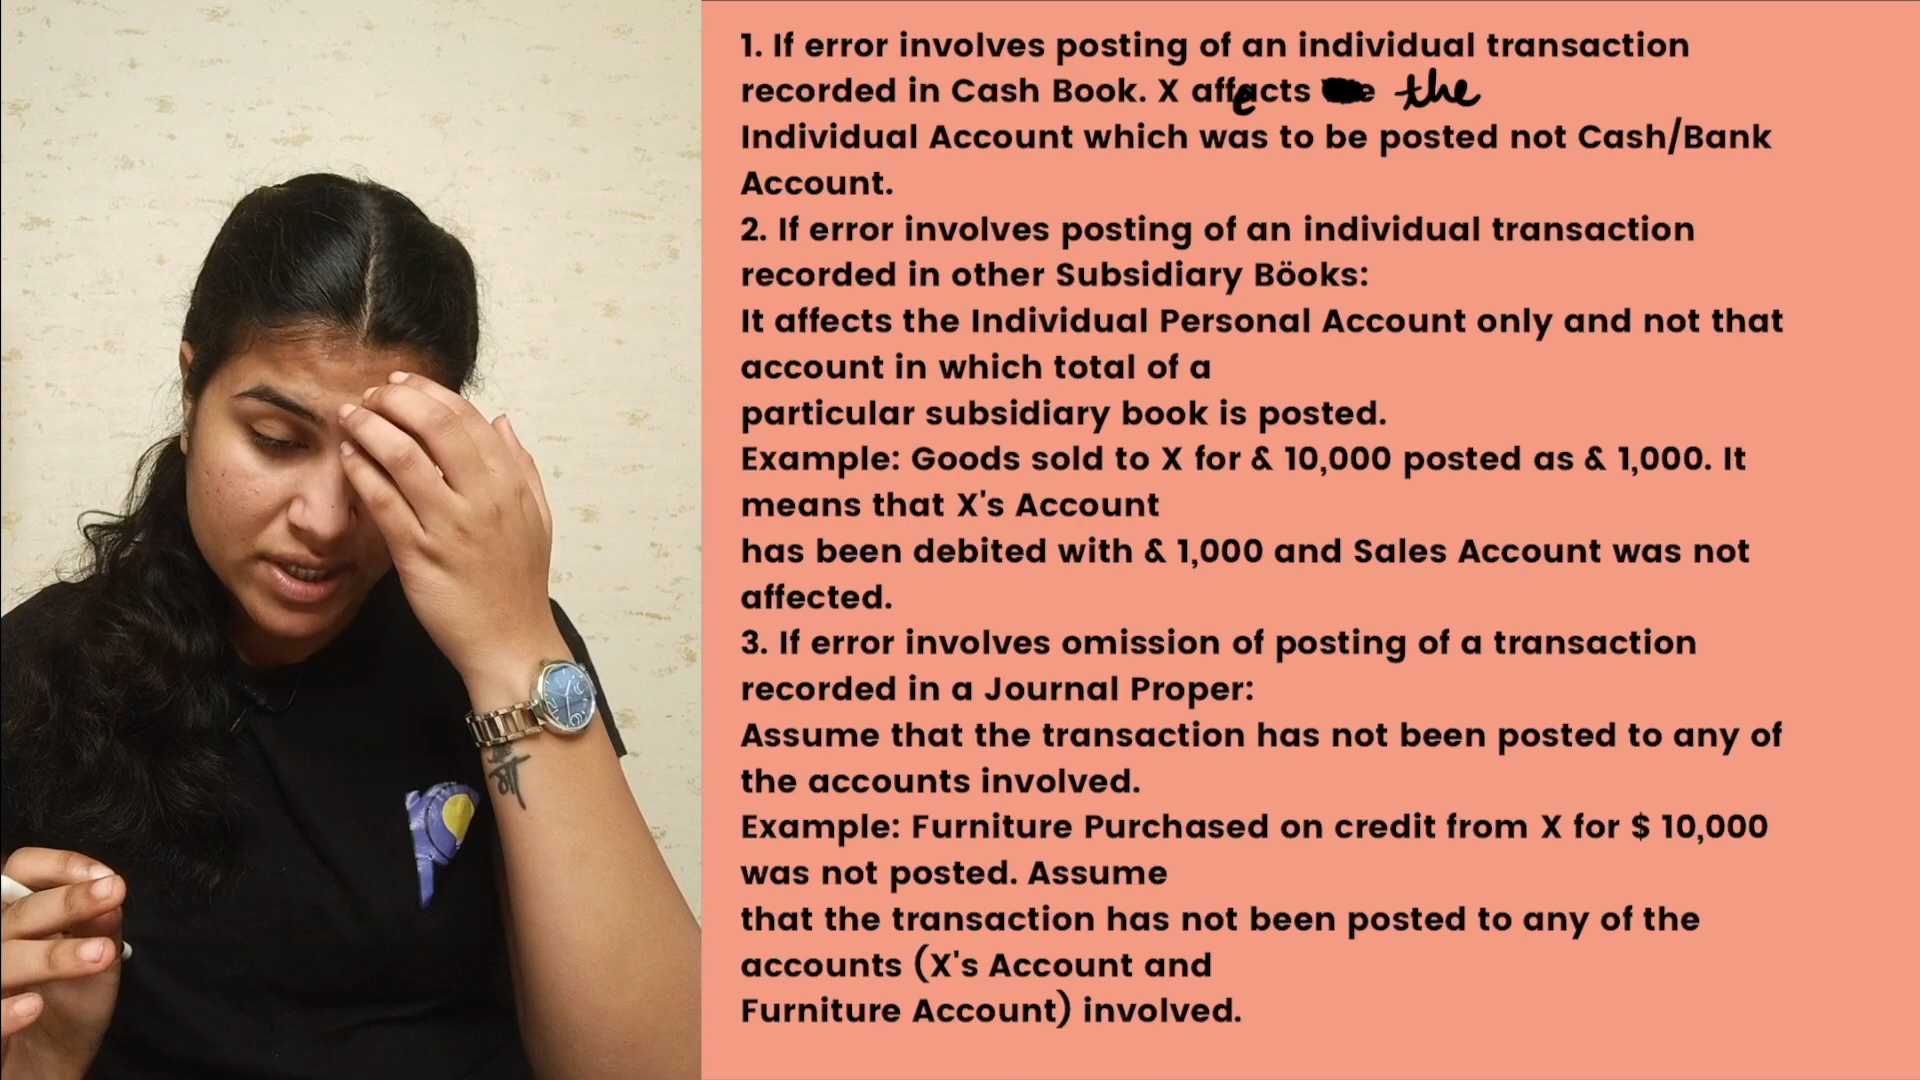 1. If error involves posting of an individual transaction
recorded in Cash Book. X affects the
Individual Account which was to be posted not Cash/Bank
Account.
2. If error involves posting of an individual transaction
recorded in other Subsidiary Böoks:
It affects the Individual Personal Account only and not that
account in which total of a
particular subsidiary book is posted.
Example: Goods sold to X for & 10,000 posted as & 1,000. It
means that X's Account
has been debited with & 1,000 and Sales Account was not
affected.
3. If error involves omission of posting of a transaction
recorded in a Journal Proper:
Assume that the transaction has not been posted to any of
the accounts involved.
Example: Furniture Purchased on credit from X for $ 10,000
was not posted. Assume
that the transaction has not been posted to any of the
accounts (X's Account and
Furniture Account) involved.